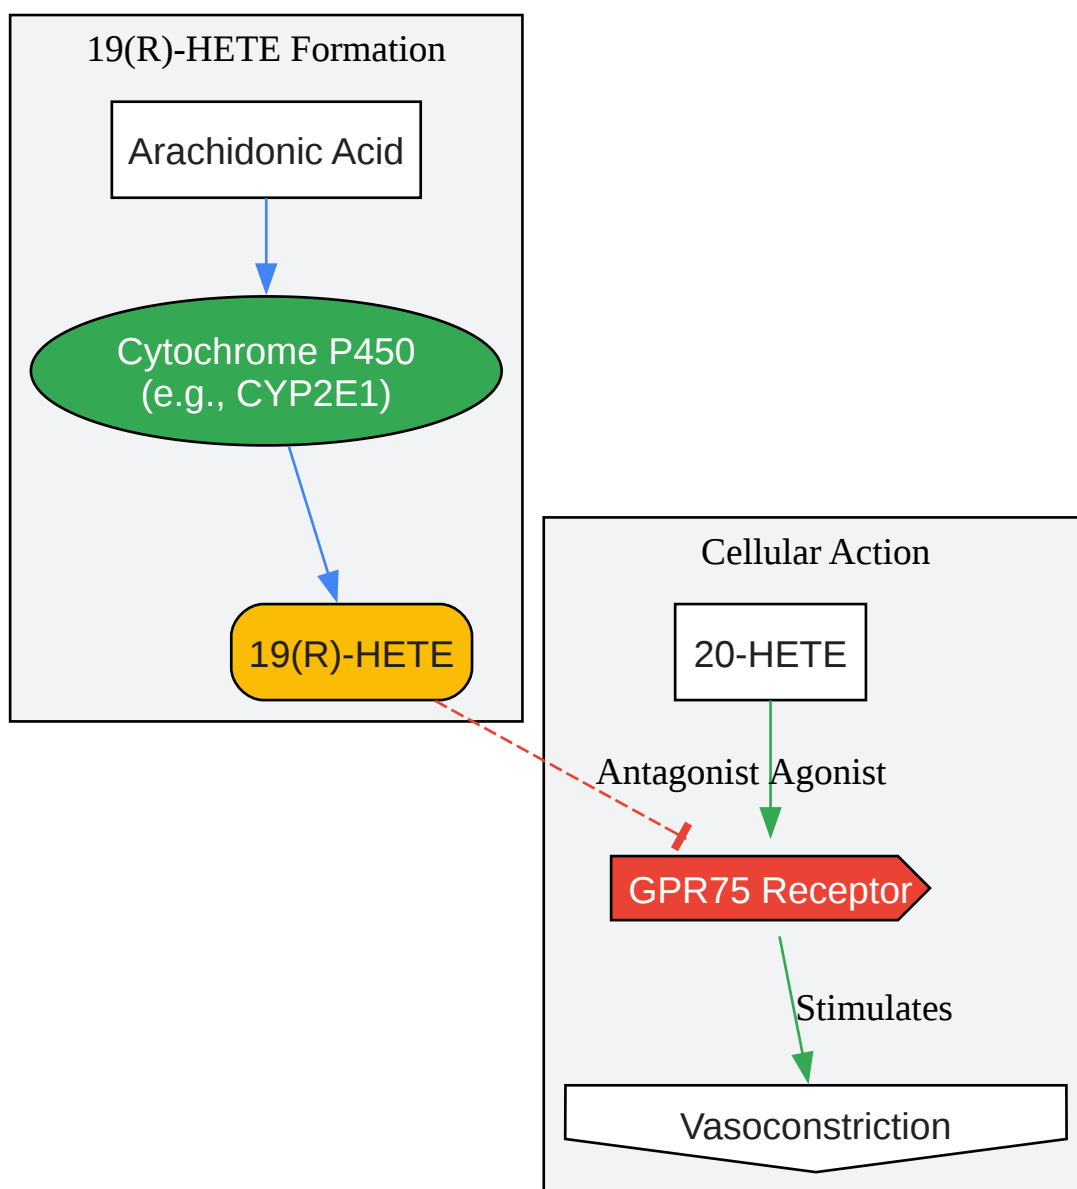 19(R)-HETE Formation
Arachidonic Acid
Cytochrome P450
(e.g., CYP2E1)
19(R)-HETE
Cellular Action
20-HETE
Antagonist
Agonist
GPR75 Receptor
Stimulates
Vasoconstriction